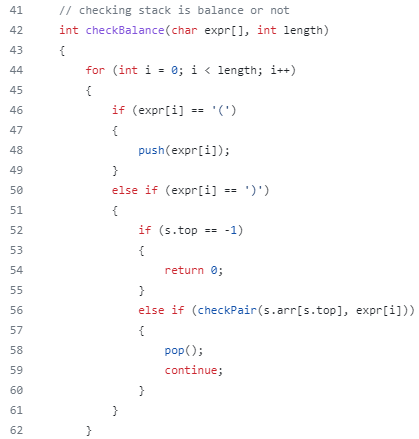 41 // checking stack is balance or not
42 int checkBalance(char expr[], int length)
43 {
44 for (int i = 0; i < length; i++)
45 {
46 if (expr[i] == '(')
47 {
48 push(expr[i]);
49 }
50 else if (expr[i] == ')')
51 {
52 if (s.top == -1)
53 {
54 return 0;
55 }
56 else if (checkPair(s.arr[s.top], expr[i]))
57 {
58 pop();
59 continue;
60 }
61 }
62 }